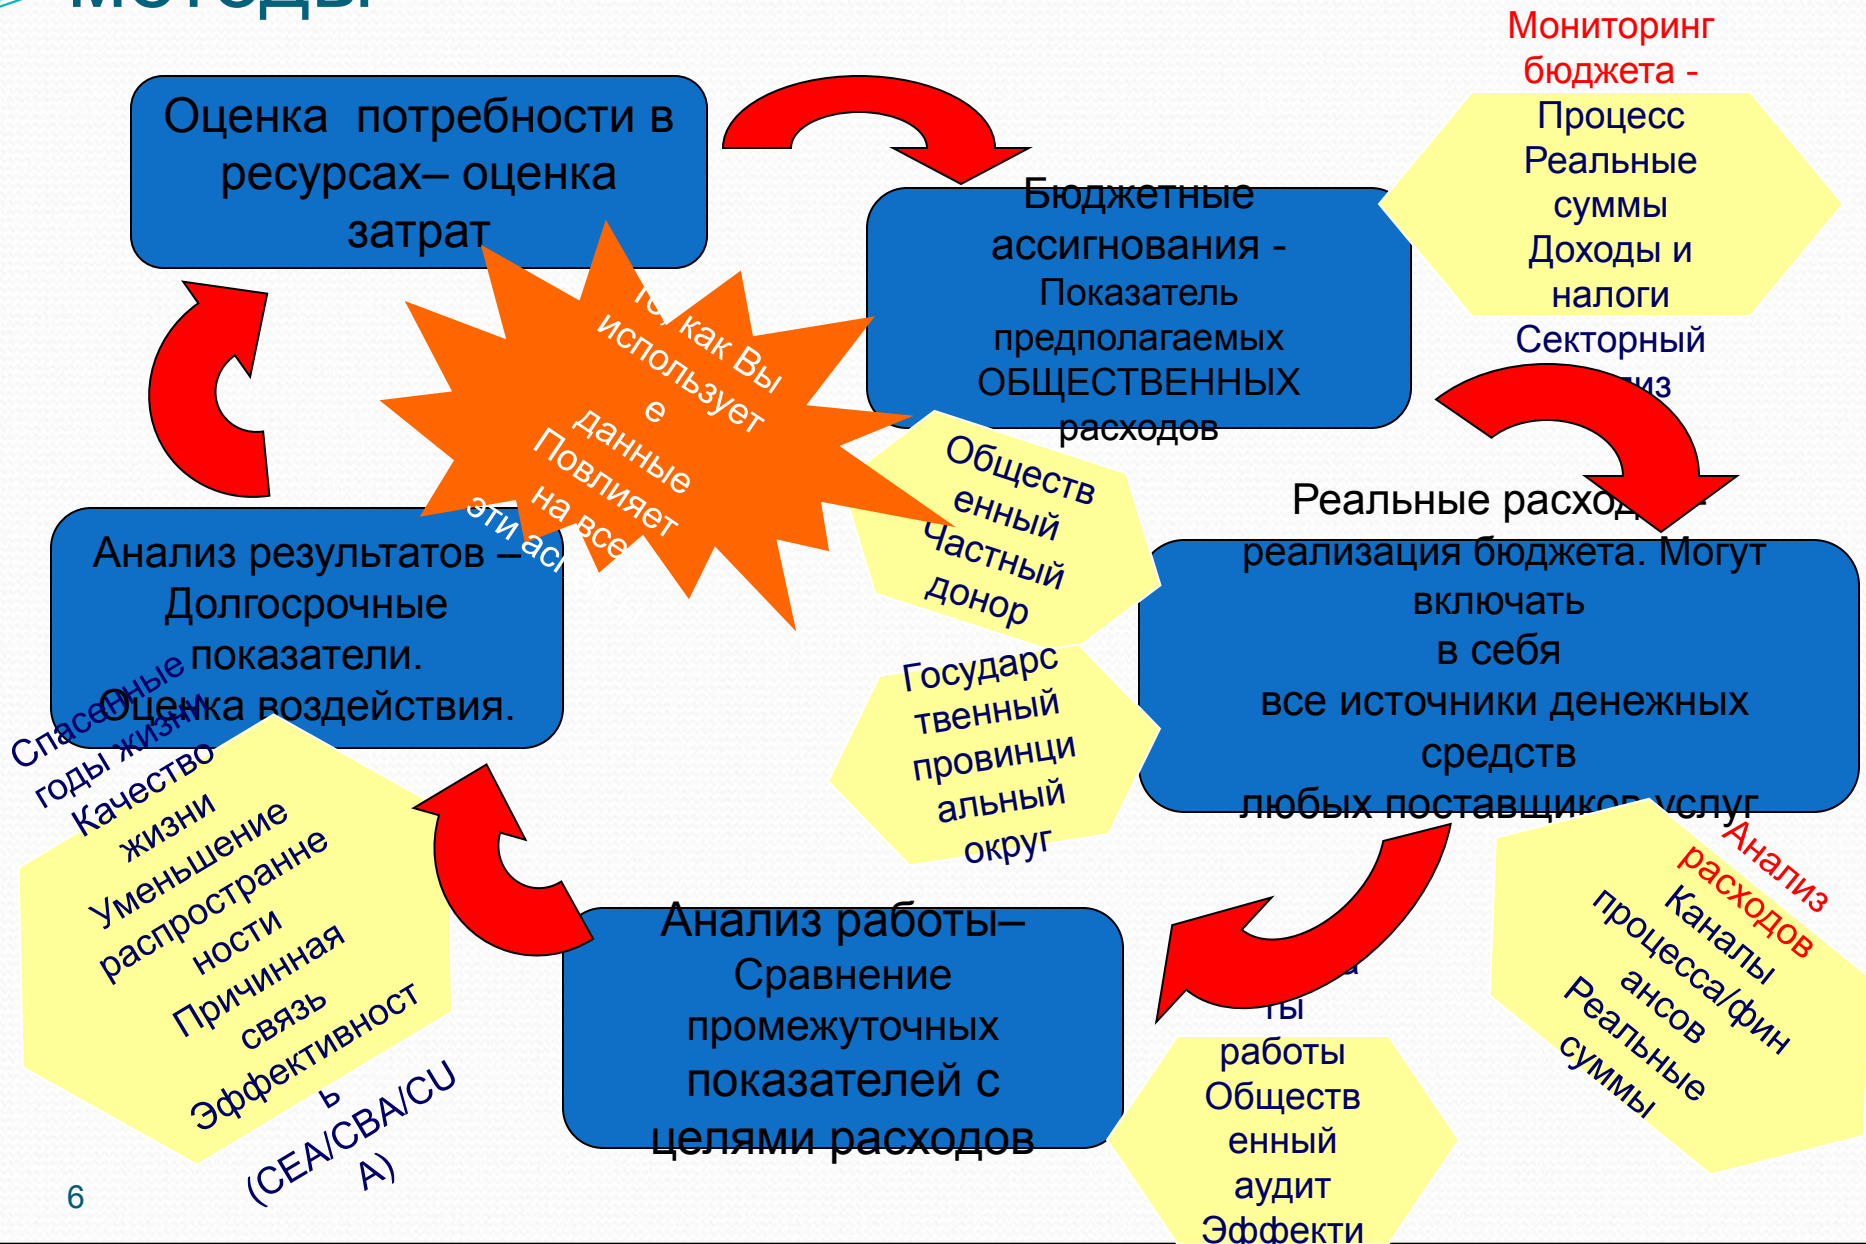 Оценка потребности в
ресурсах– оценка
затрат
Мониторинг
бюджета -
Процесс
Реальные
суммы
Доходы и
налоги
Секторный
Бюджетные
ассигнования -
Показатель
предполагаемых
ОБЩЕСТВЕННЫХ
расходов
как Вы
использует
е
данные
Повлияет
на все
эти
Обществ
енный
Частный
донор
Государс
твенный
провинци
альный
округ
Реальные
реализация бюджета. Могут
включать
в себя
все источники денежных
средств
любых поставщиков услуг
Анализ
расходов
Каналы
процесса/фин
ансов
Реальные
суммы
ты
работы
Обществ
енный
аудит
Эффекти
Анализ работы–
Сравнение
промежуточных
показателей с
целями расходов
Анализ результатов –
Долгосрочные
показатели.
Оценка воздействия.
Спасенные
годы жизни
Качество
жизни
Уменьшение
распространне
ности
Причинная
связь
Эффективност
ь
(CEA/CBA/CU
A)
6